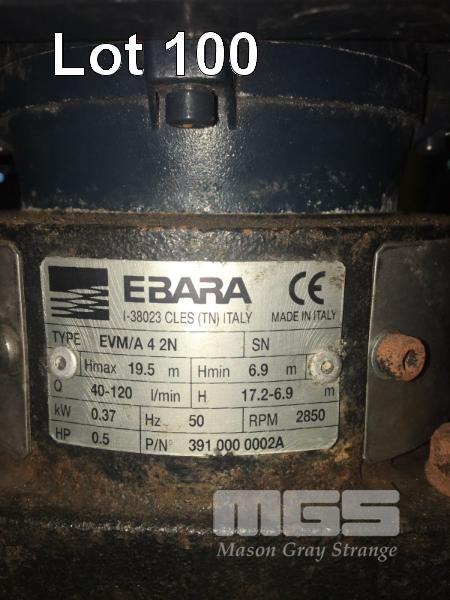 Lot 100
EBARA CE
I-38023 CLES (TN) ITALY MADE IN ITALY
TYPE EVM/A 4 2N SN
Hmax 19.5 m Hmin 6.9 m
Q 40-120 l/min H 17.2-6.9 m
kW 0.37 Hz 50 RPM 2850
HP 0.5 P/N° 391 000 0002A
MGS
Mason Gray Strange